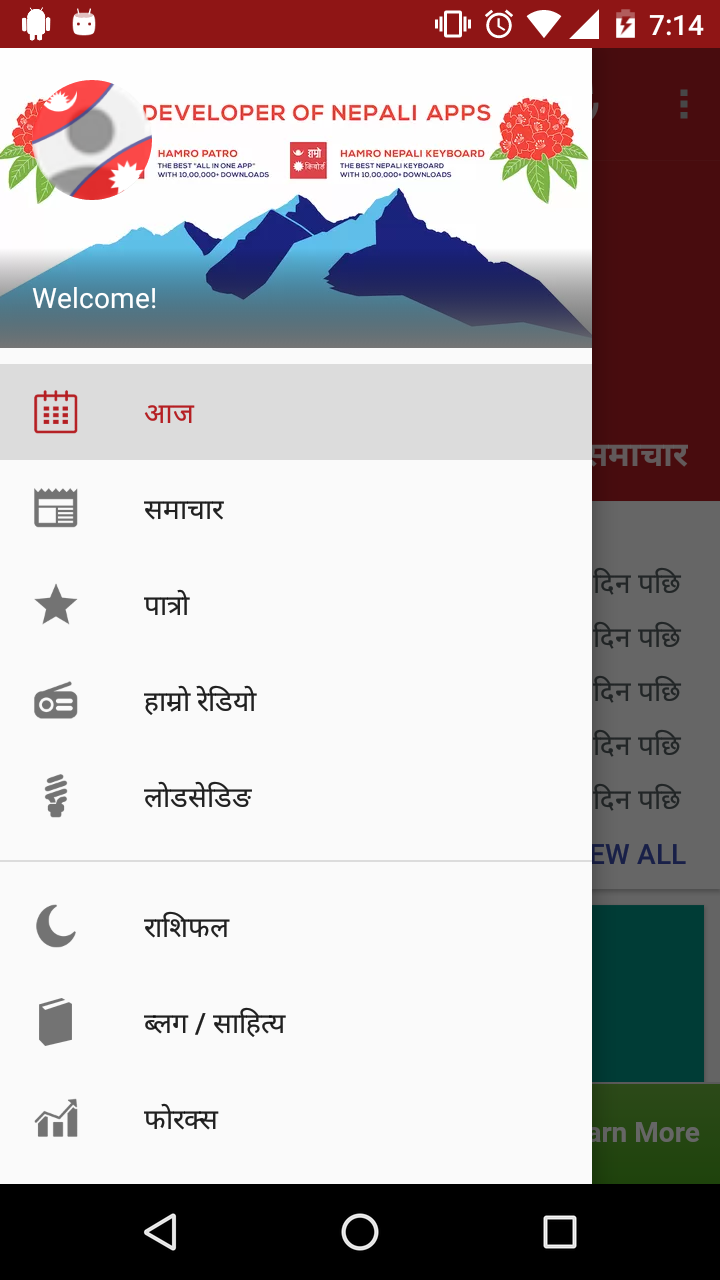 7:14
DEVELOPER OF NEPALI APPS
HAMRO PATRO
THE BEST "ALL IN ONE APP"
WITH 10,00,000+ DOWNLOADS
हाम्रो
किबोर्ड
HAMRO NEPALI KEYBOARD
THE BEST NEPALI KEYBOARD
WITH 10,00,000+ DOWNLOADS
Welcome!
आज
समाचार
समाचार
पात्रो
दिन पछि
दिन पछि
हाम्रो रेडियो
दिन पछि
दिन पछि
लोडसेडिङ
दिन पछि
EW ALL
राशिफल
ब्लग / साहित्य
फोरक्स
arn More